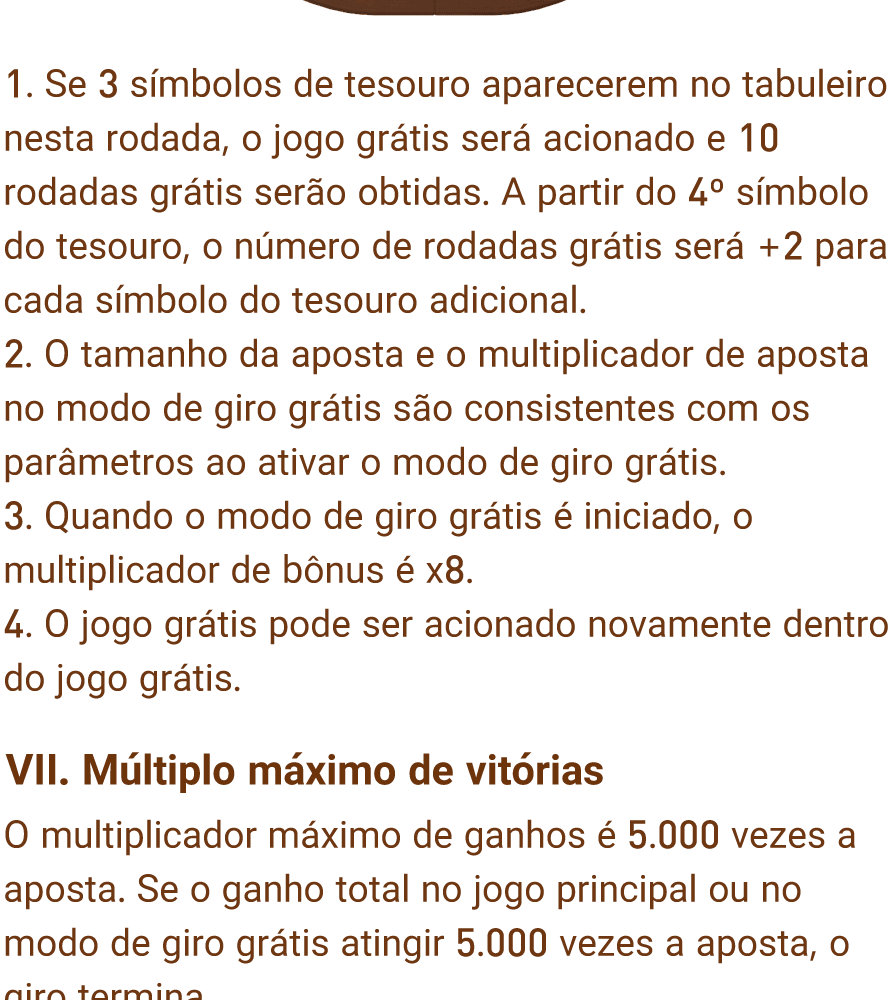 1. Se 3 símbolos de tesouro aparecerem no tabuleiro
nesta rodada, o jogo grátis será acionado e 10
rodadas grátis serão obtidas. A partir do 4º símbolo
do tesouro, o número de rodadas grátis será +2 para
cada símbolo do tesouro adicional.
2. O tamanho da aposta e o multiplicador de aposta
no modo de giro grátis são consistentes com os
parâmetros ao ativar o modo de giro grátis.
3. Quando o modo de giro grátis é iniciado, o
multiplicador de bônus é x8.
4. O jogo grátis pode ser acionado novamente dentro
do jogo grátis.
VII. Múltiplo máximo de vitórias
O multiplicador máximo de ganhos é 5.000 vezes a
aposta. Se o ganho total no jogo principal ou no
modo de giro grátis atingir 5.000 vezes a aposta, o
giro termina